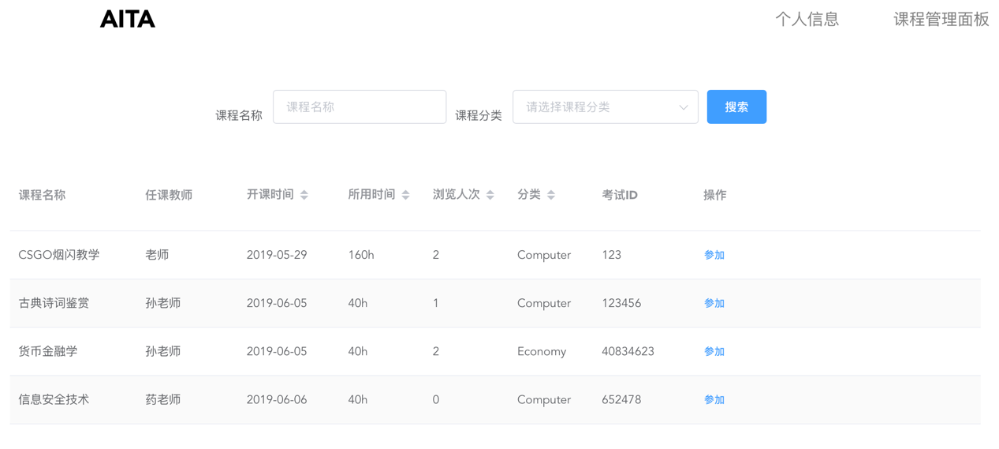 AITA 个人信息 课程管理面板
课程名称 课程名称 课程分类 请选择课程分类 搜索
课程名称 任课教师 开课时间 所用时间 浏览人次 分类 考试ID 操作
CSGO烟闪教学 老师 2019-05-29 160h 2 Computer 123 参加
古典诗词鉴赏 孙老师 2019-06-05 40h 1 Computer 123456 参加
货币金融学 孙老师 2019-06-05 40h 2 Economy 40834623 参加
信息安全技术 药老师 2019-06-06 40h 0 Computer 652478 参加